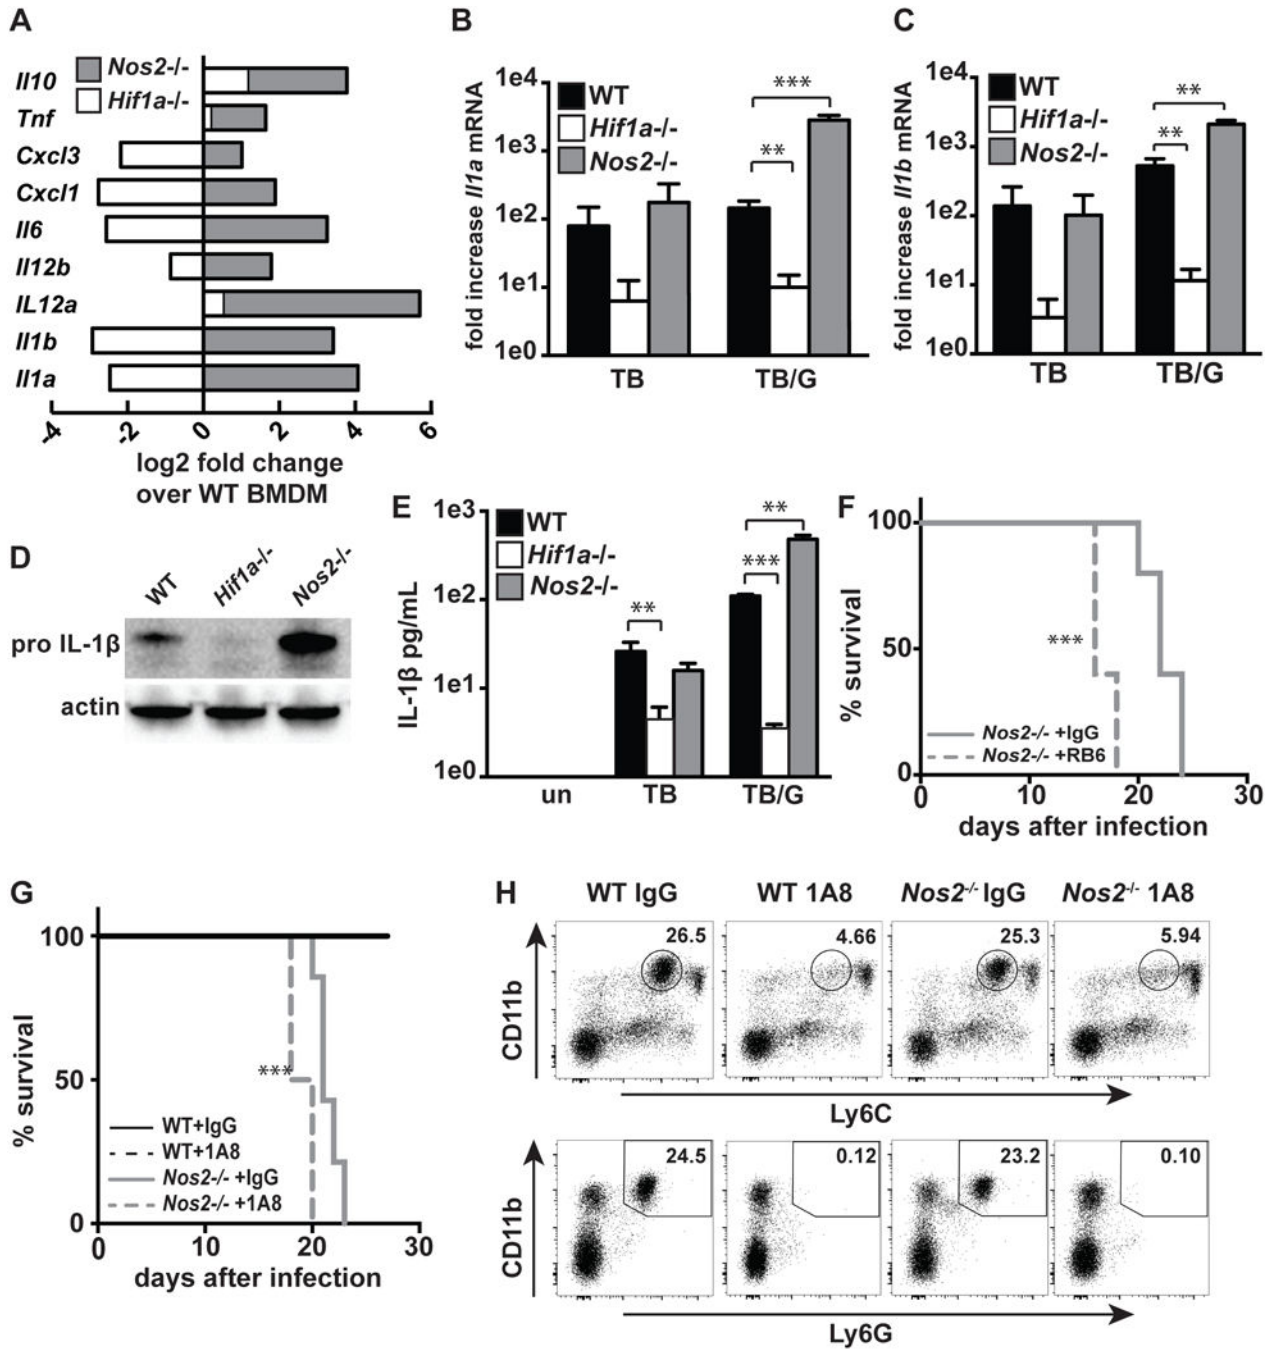 A
Nos2-/-
Hif1a-/-
Il10
Tnf
Cxcl3
Cxcl1
Il6
Il12b
IL12a
Il1b
Il1a
-4 -2 0 2 4 6
log2 fold change
over WT BMDM
B
fold increase Il1a mRNA
1e4
1e3
1e2
1e1
1e0
WT
Hif1a-/-
Nos2-/-
***
**
TB TB/G
C
fold increase Il1b mRNA
1e4
1e3
1e2
1e1
1e0
WT
Hif1a-/-
Nos2-/-
**
**
TB TB/G
D
WT Hif1a-/- Nos2-/-
pro IL-1β
actin
E
IL-1β pg/mL
1e3
1e2
1e1
1e0
WT
Hif1a-/-
Nos2-/-
**
**
***
un TB TB/G
F
% survival
100
50
0
***
Nos2-/- +IgG
Nos2-/- +RB6
0 10 20 30
days after infection
G
% survival
100
50
0
***
WT+IgG
WT+1A8
Nos2-/- +IgG
Nos2-/- +1A8
0 10 20 30
days after infection
H
WT IgG WT 1A8 Nos2-/- IgG Nos2-/- 1A8
26.5 4.66 25.3 5.94
CD11b
Ly6C
24.5 0.12 23.2 0.10
CD11b
Ly6G